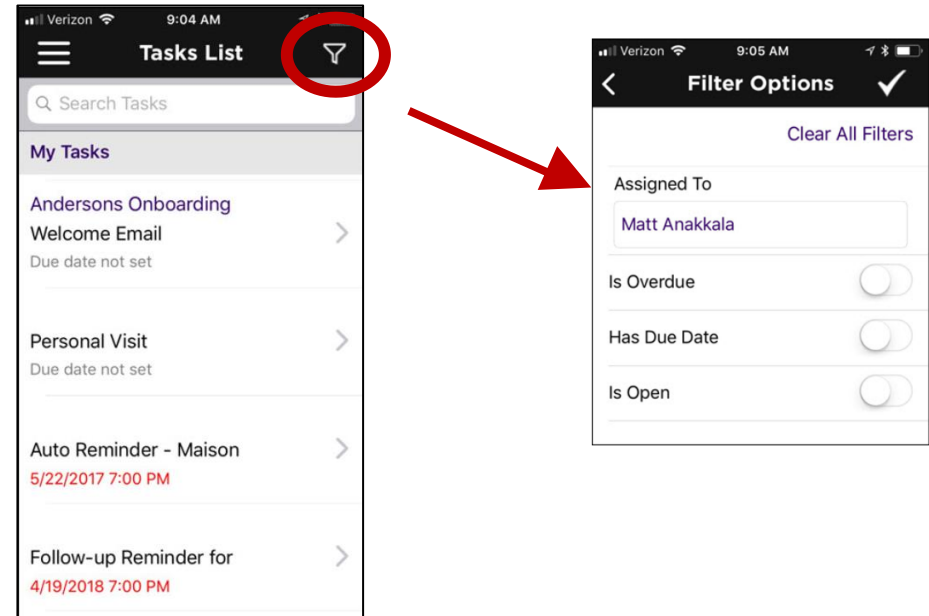 Verizon 9:04 AM
Tasks List
Search Tasks
My Tasks
Andersons Onboarding
Welcome Email
Due date not set
Personal Visit
Due date not set
Auto Reminder - Maison
5/22/2017 7:00 PM
Follow-up Reminder for
4/19/2018 7:00 PM
Verizon 9:05 AM
Filter Options
Clear All Filters
Assigned To
Matt Anakkala
Is Overdue
Has Due Date
Is Open